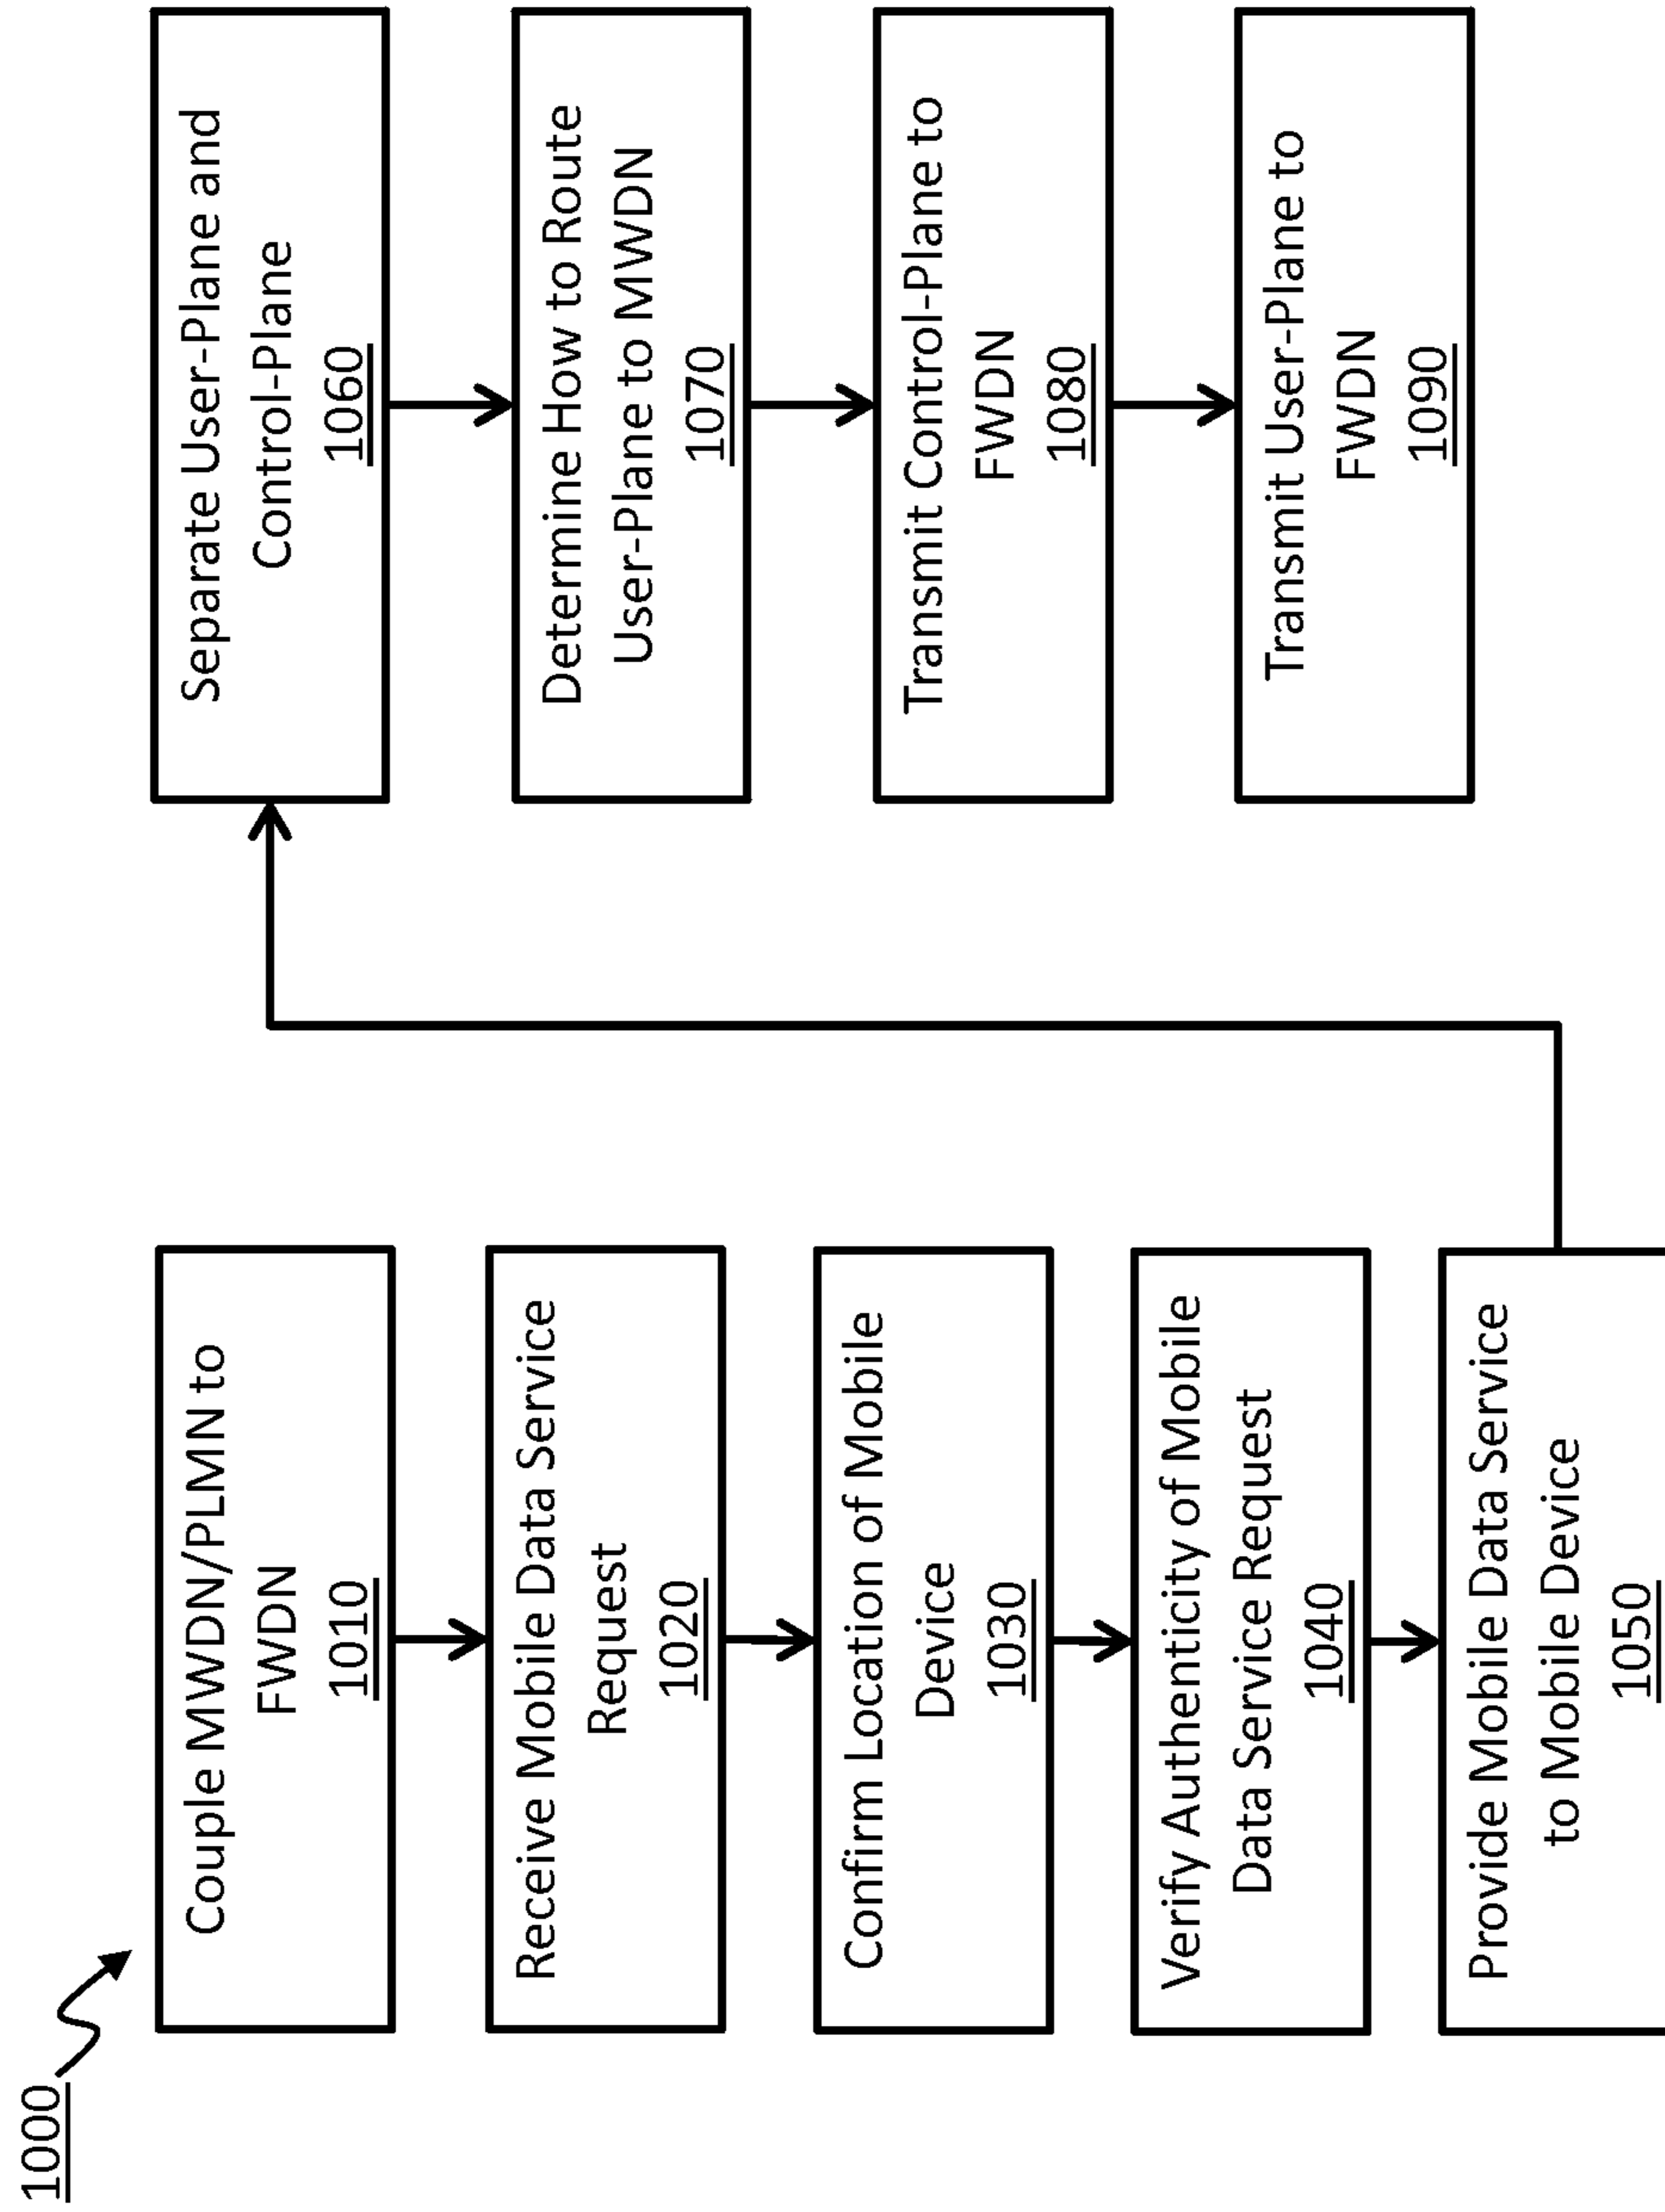 1000
Couple MWDN/PLMN to
FWDN
1010
Receive Mobile Data Service
Request
1020
Confirm Location of Mobile
Device
1030
Verify Authenticity of Mobile
Data Service Request
1040
Provide Mobile Data Service
to Mobile Device
1050
Separate User-Plane and
Control-Plane
1060
Determine How to Route
User-Plane to MWDN
1070
Transmit Control-Plane to
FWDN
1080
Transmit User-Plane to
FWDN
1090